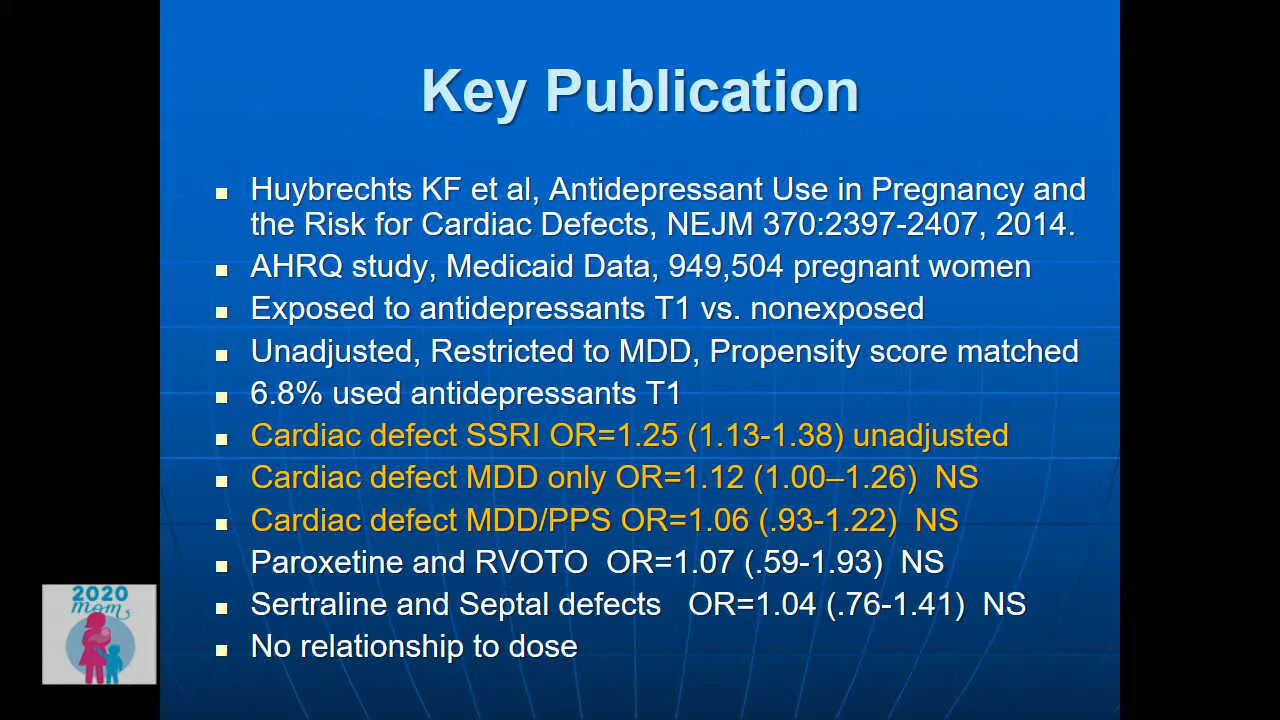 Key Publication
Huybrechts KF et al, Antidepressant Use in Pregnancy and
the Risk for Cardiac Defects, NEJM 370:2397-2407, 2014.
AHRQ study, Medicaid Data, 949,504 pregnant women
Exposed to antidepressants T1 vs. nonexposed
Unadjusted, Restricted to MDD, Propensity score matched
6.8% used antidepressants T1
Cardiac defect SSRI OR=1.25 (1.13-1.38) unadjusted
Cardiac defect MDD only OR=1.12 (1.00–1.26) NS
Cardiac defect MDD/PPS OR=1.06 (.93-1.22) NS
Paroxetine and RVOTO OR=1.07 (.59-1.93) NS
Sertraline and Septal defects OR=1.04 (.76-1.41) NS
No relationship to dose
2020
moms